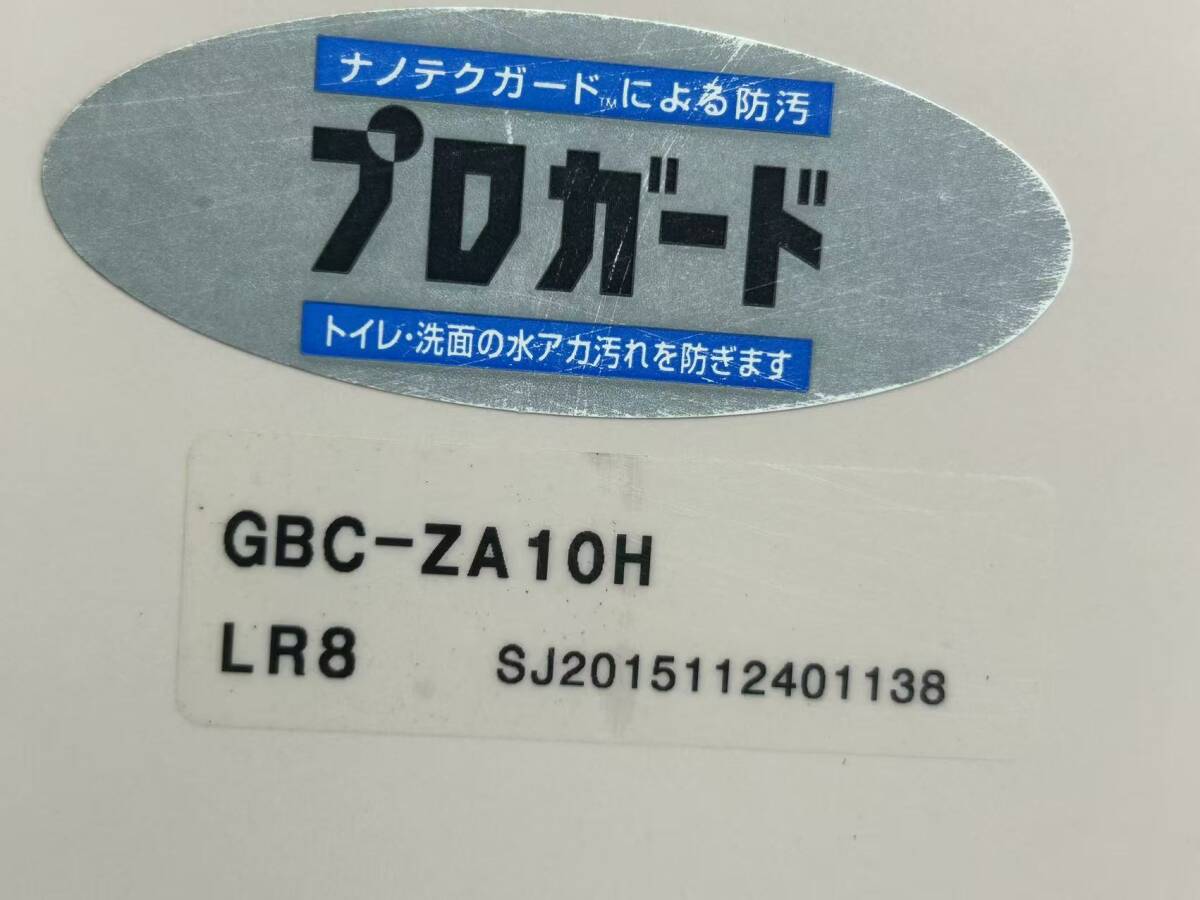 ナノテクガード™による防汚
プロガード
トイレ・洗面の水アカ汚れを防ぎます
GBC-ZA10H
LR8 SJ2015112401138